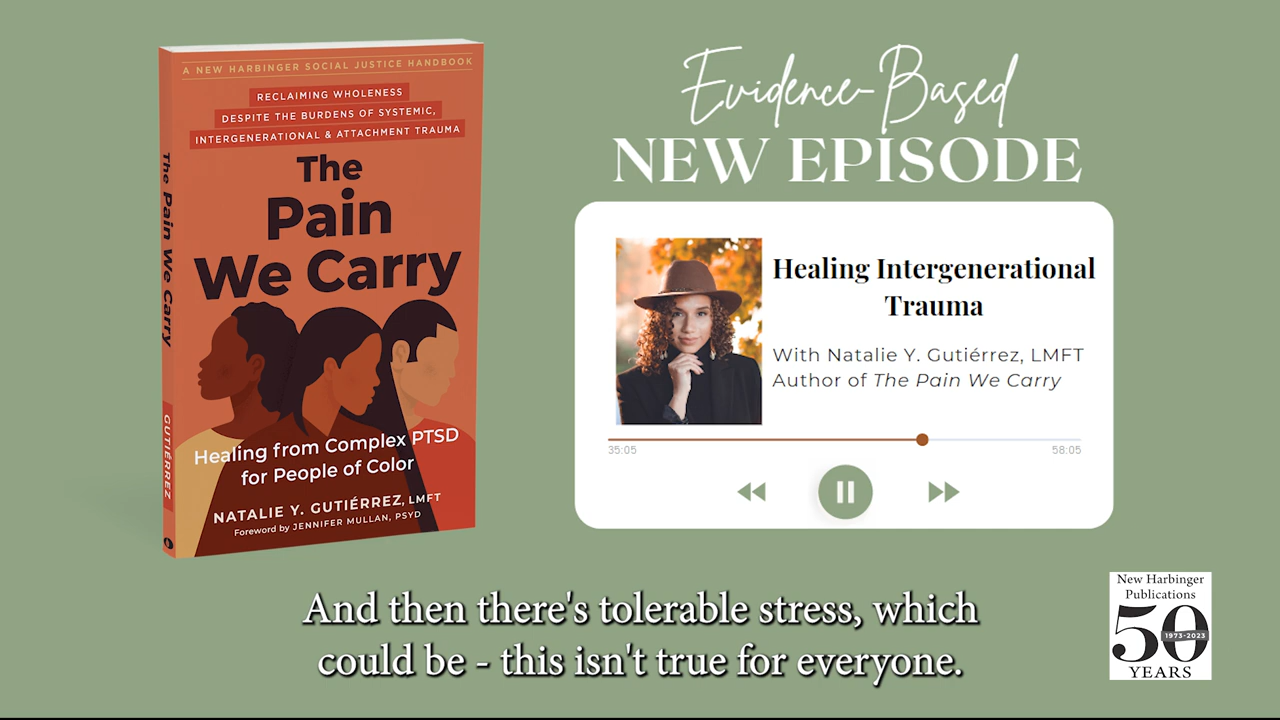 A NEW HARBINGER SOCIAL JUSTICE HANDBOOK
RECLAIMING WHOLENESS
DESPITE THE BURDENS OF SYSTEMIC,
INTERGENERATIONAL & ATTACHMENT TRAUMA
The
Pain
We Carry
Healing from Complex PTSD
for People of Color
NATALIE Y. GUTIÉRREZ, LMFT
Foreword by JENNIFER MULLAN, PSYD
The Pain We Carry
GUTIÉRREZ
Evidence-Based
NEW EPISODE
Healing Intergenerational
Trauma
With Natalie Y. Gutiérrez, LMFT
Author of The Pain We Carry
35:05
58:05
And then there's tolerable stress, which
could be - this isn't true for everyone.
New Harbinger
Publications
50
1973-2023
YEARS